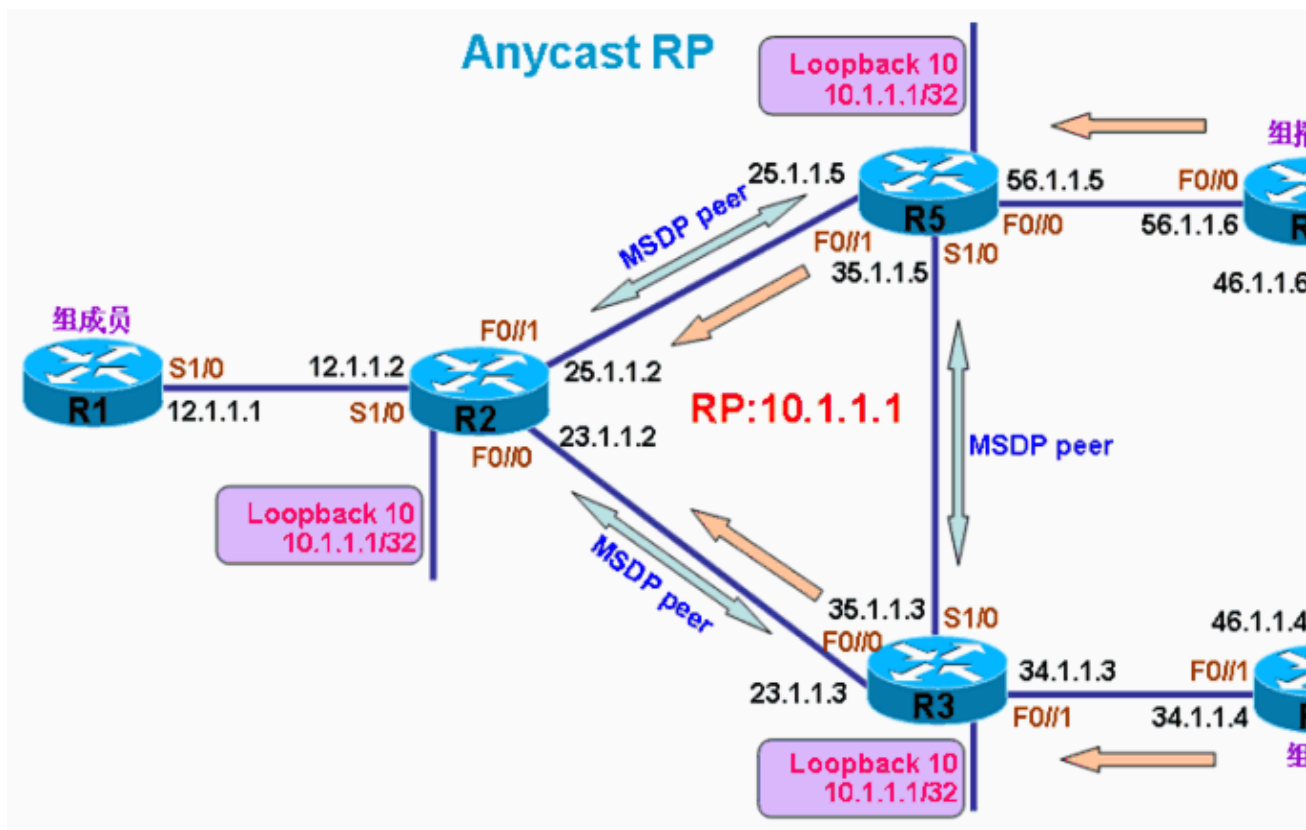 Anycast RP
Loopback 10
10.1.1.1/32
25.1.1.5
MSDP peer
R5
56.1.1.5
F0//0
组
F0//1
F0//0
56.1.1.6
R
35.1.1.5
S1/0
46.1.1.6
组成员
F0//1
S1/0
12.1.1.2
25.1.1.2
R1
12.1.1.1
S1/0
R2
RP:10.1.1.1
23.1.1.2
F0//0
MSDP peer
Loopback 10
10.1.1.1/32
MSDP peer
35.1.1.3
S1/0
46.1.1.4
F0//0
34.1.1.3
F0//1
23.1.1.3
R3
F0//1
34.1.1.4
组
Loopback 10
10.1.1.1/32